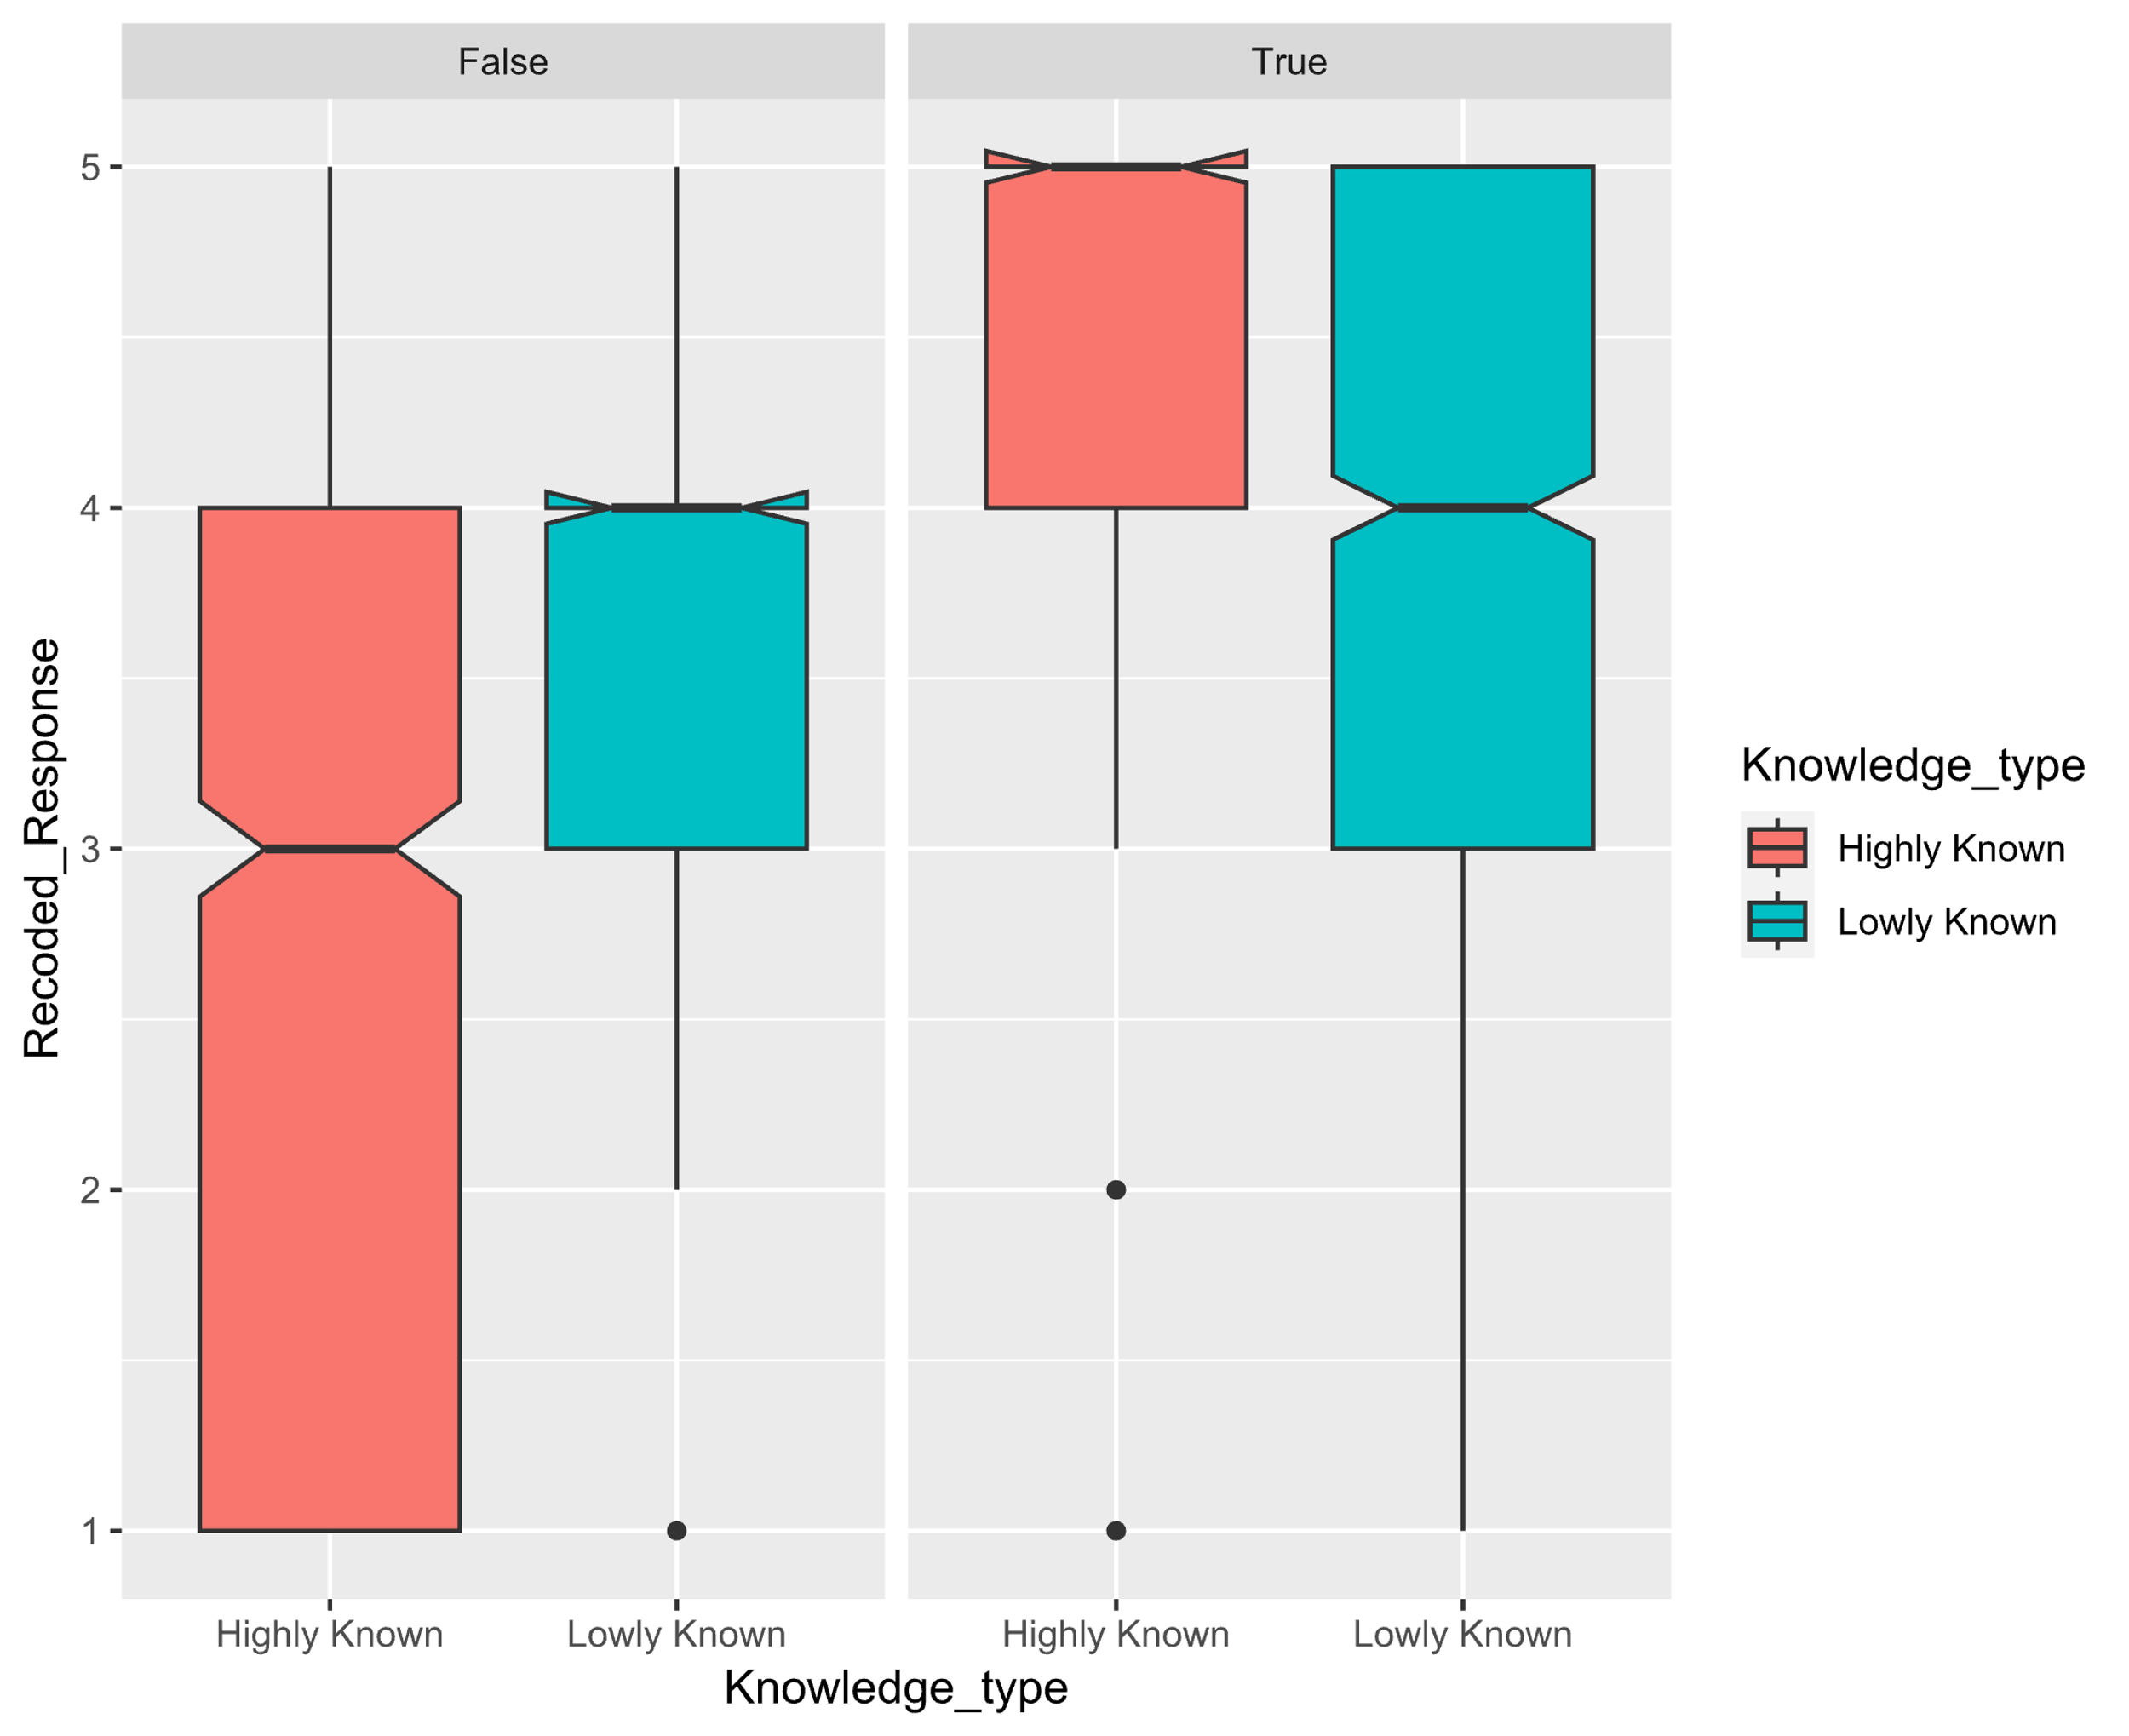 False
True
Recoded_Response
5
4
3
2
1
Highly Known
Lowly Known
Highly Known
Lowly Known
Knowledge_type
Knowledge_type
Highly Known
Lowly Known